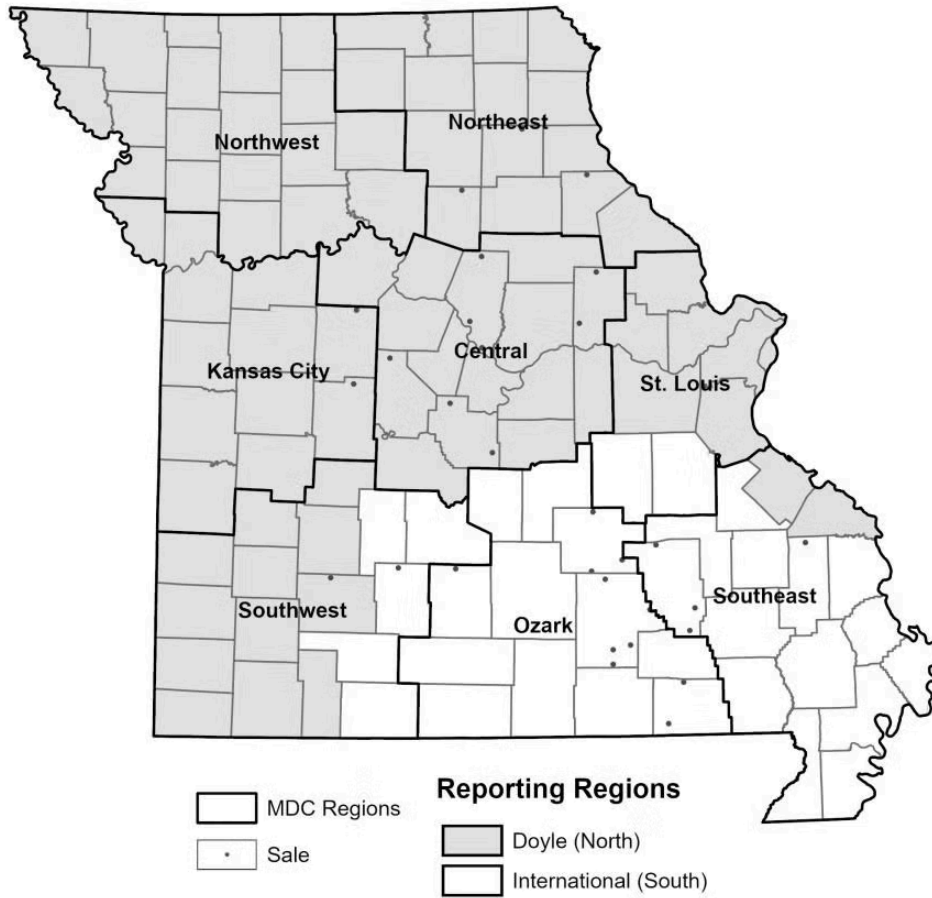 Northeast
Northwest
Central
Kansas City
St. Louis
Southwest
Southeast
Ozark
Reporting Regions
MDC Regions
Doyle (North)
Sale
International (South)